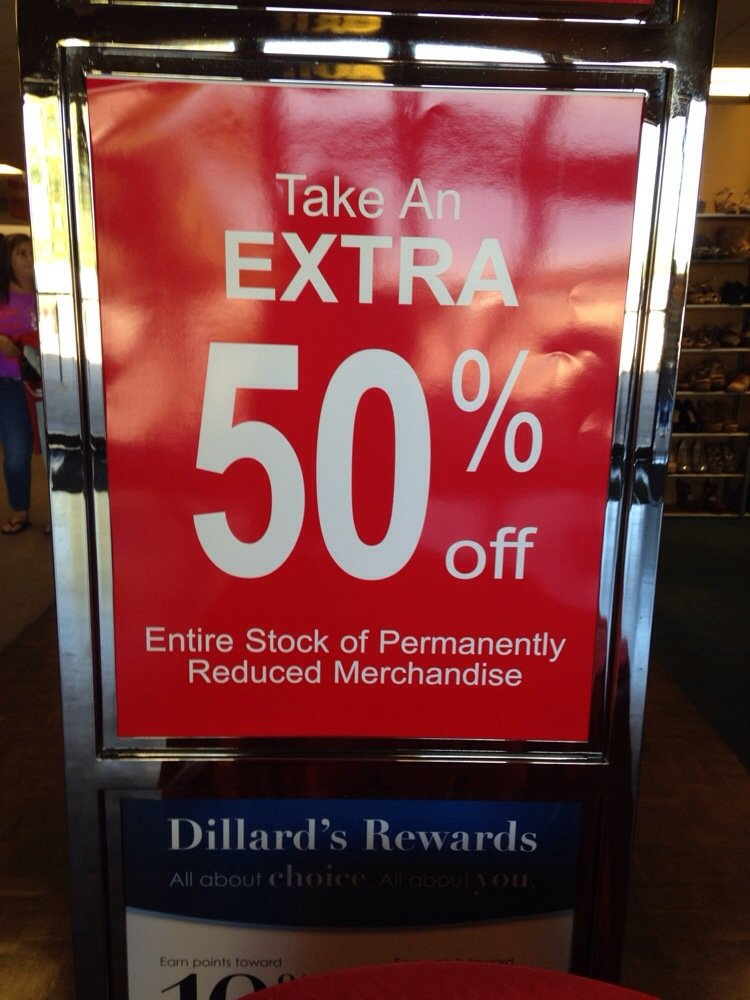 Take An
EXTRA
50%
off
Entire Stock of Permanently
Reduced Merchandise
Dillard's Rewards
All about choice. All about you.
Earn points toward
10%